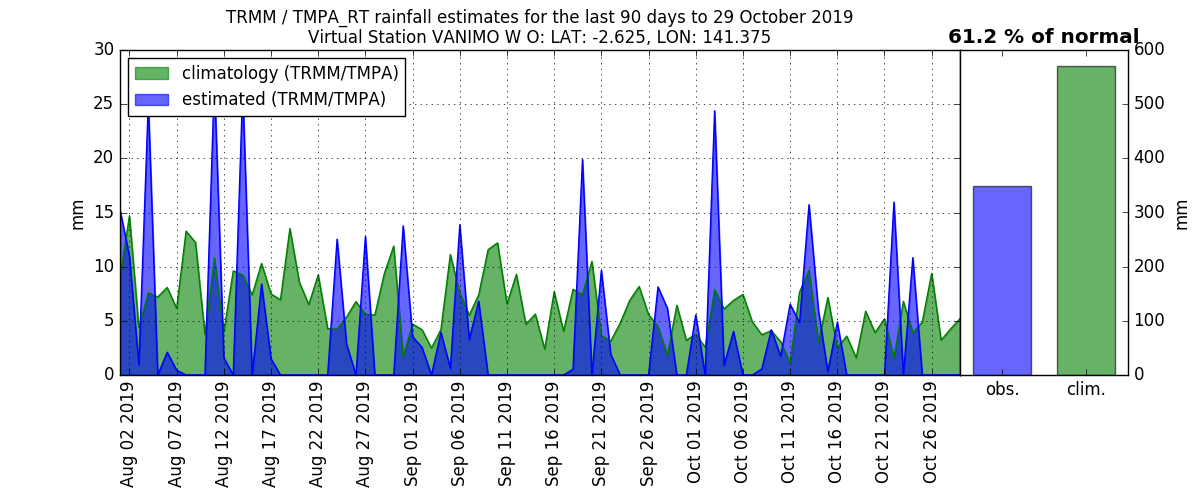 TRMM / TMPA_RT rainfall estimates for the last 90 days to 29 October 2019
Virtual Station VANIMO W O: LAT: -2.625, LON: 141.375
61.2 % of normal
climatology (TRMM/TMPA)
estimated (TRMM/TMPA)
30
25
20
15
10
5
0
mm
600
500
400
300
200
100
0
mm
Aug 02 2019
Aug 07 2019
Aug 12 2019
Aug 17 2019
Aug 22 2019
Aug 27 2019
Sep 01 2019
Sep 06 2019
Sep 11 2019
Sep 16 2019
Sep 21 2019
Sep 26 2019
Oct 01 2019
Oct 06 2019
Oct 11 2019
Oct 16 2019
Oct 21 2019
Oct 26 2019
obs.
clim.